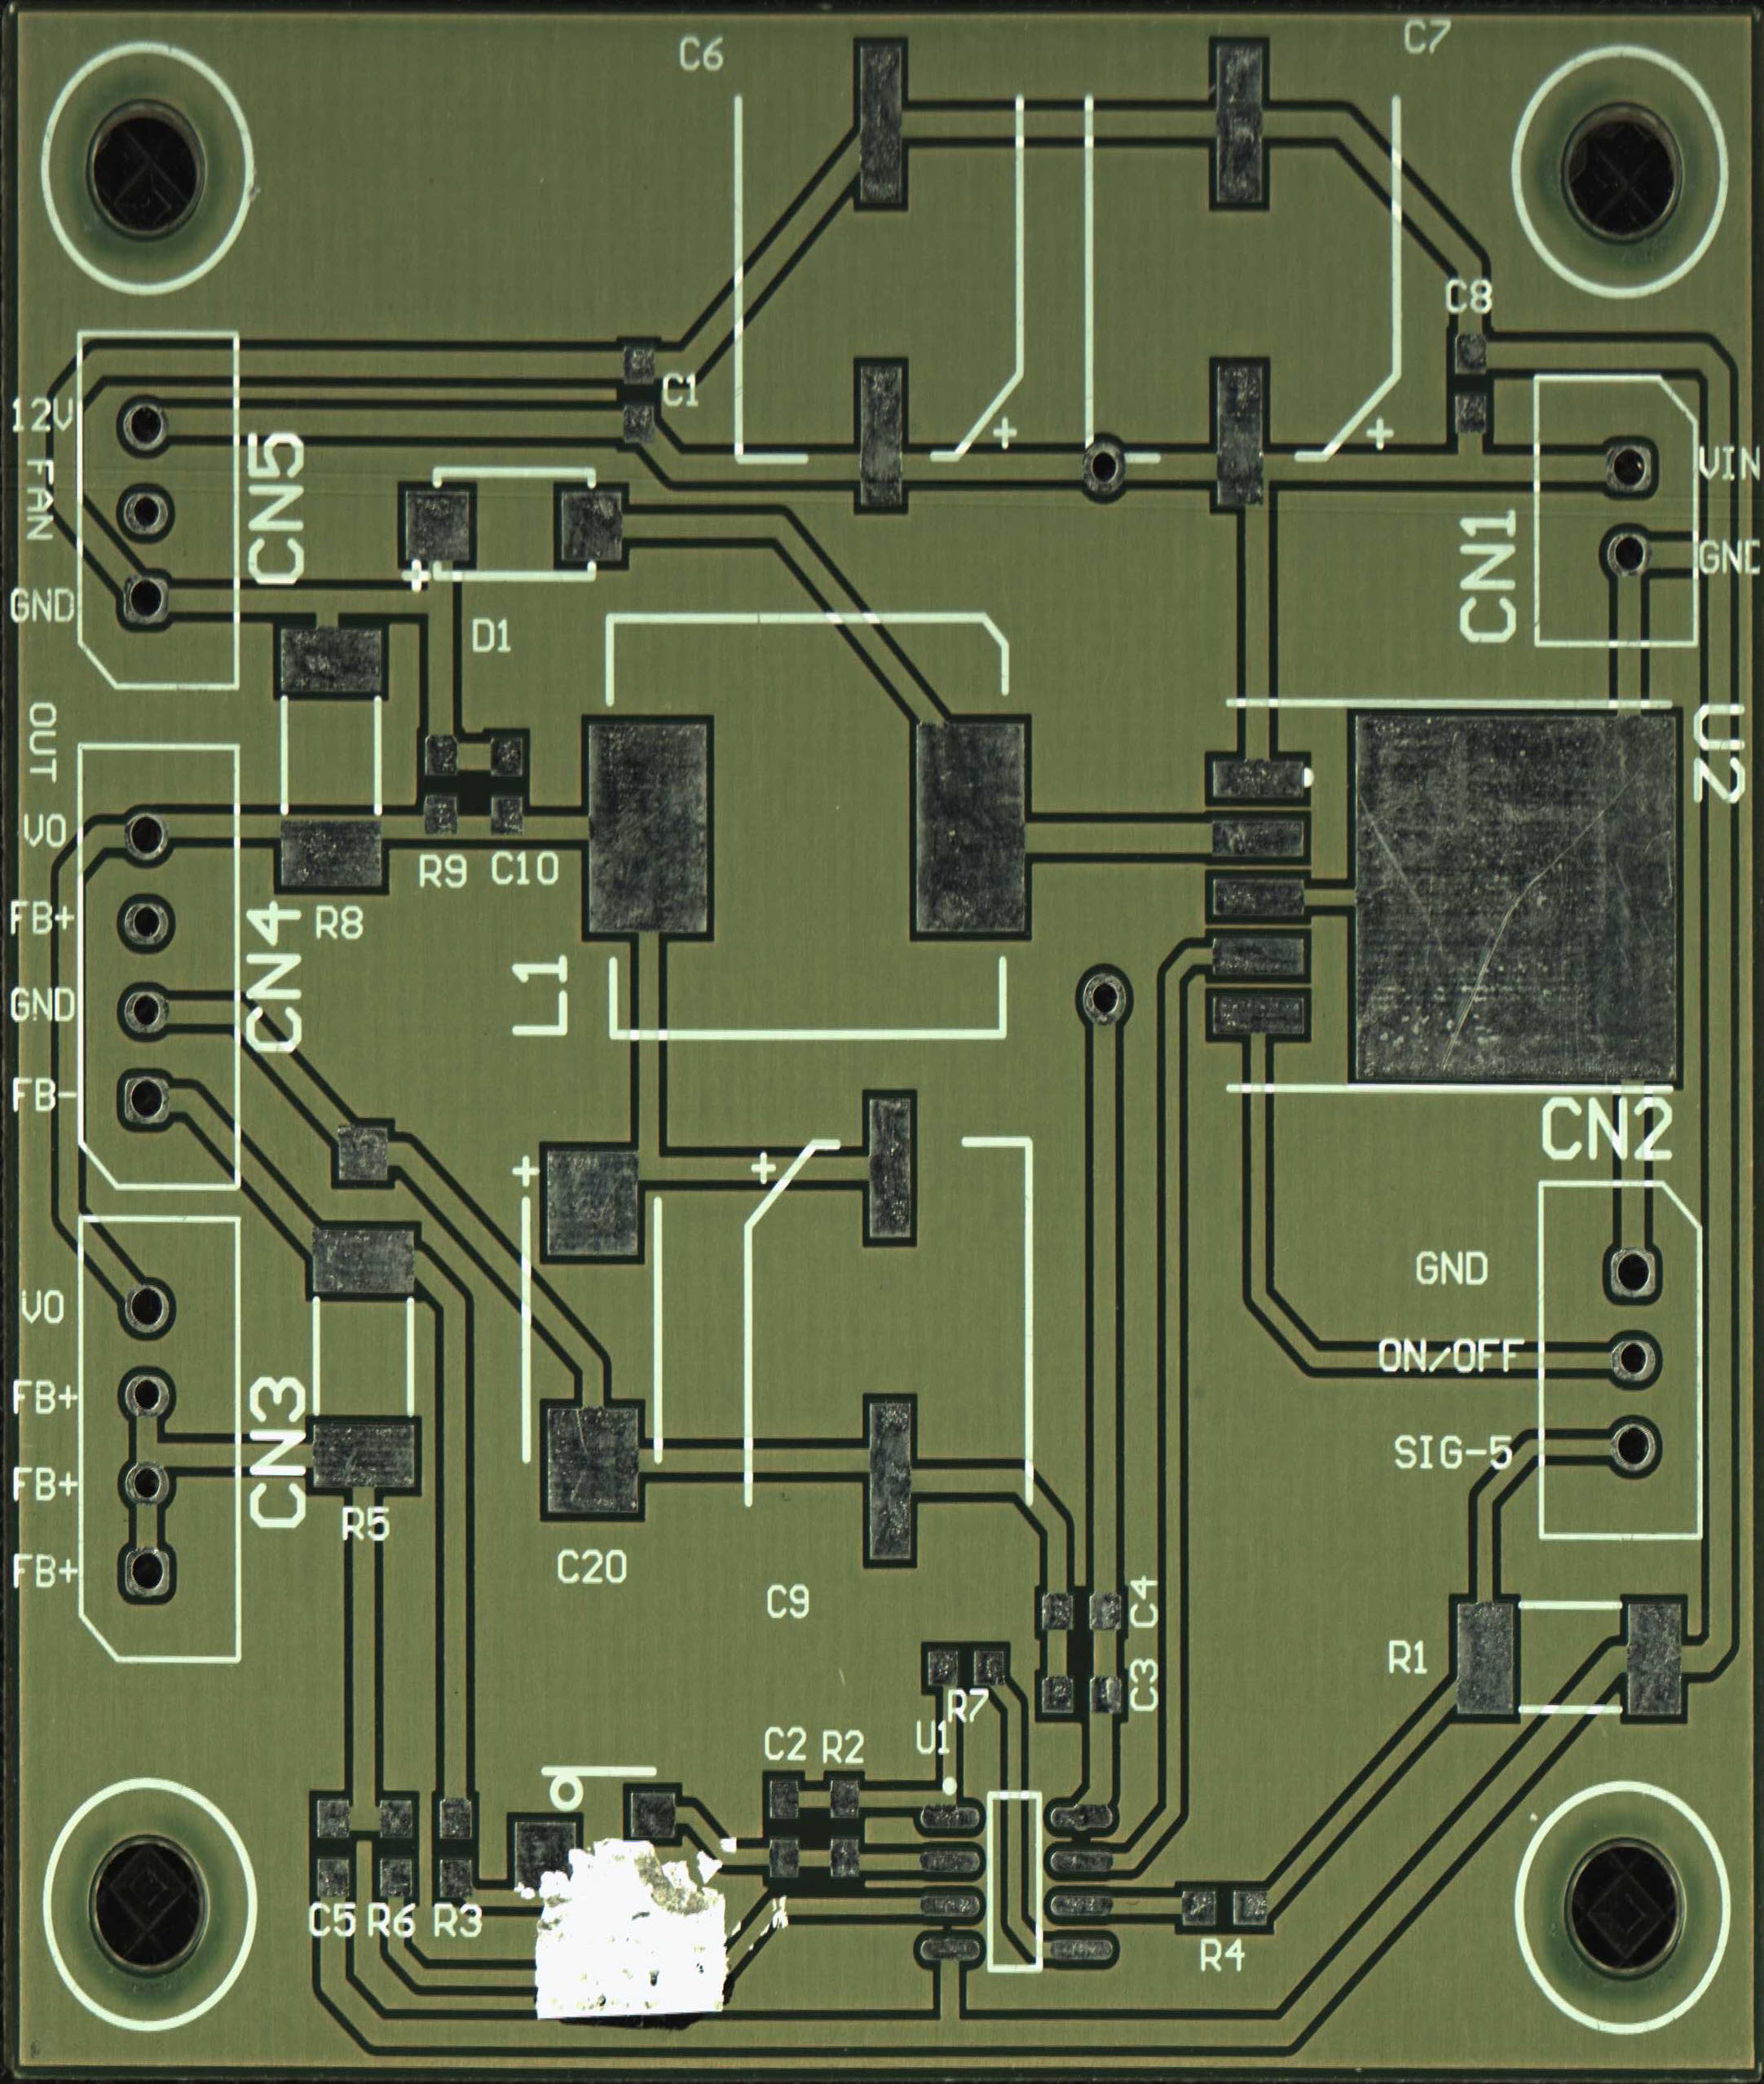 C6
C7
C8
C1
12V
FAN
GND
CN5
VIN
GND
CN1
D1
OUT
U2
VO
FB+
GND
FB-
R9
C10
R8
CN4
L1
CN2
+
+
+
+
+
GND
ON/OFF
SIG-5
VO
FB+
FB+
FB+
CN3
R5
C20
C9
C4
C3
R1
R7
U1
C2
R2
C5
R6
R3
R4